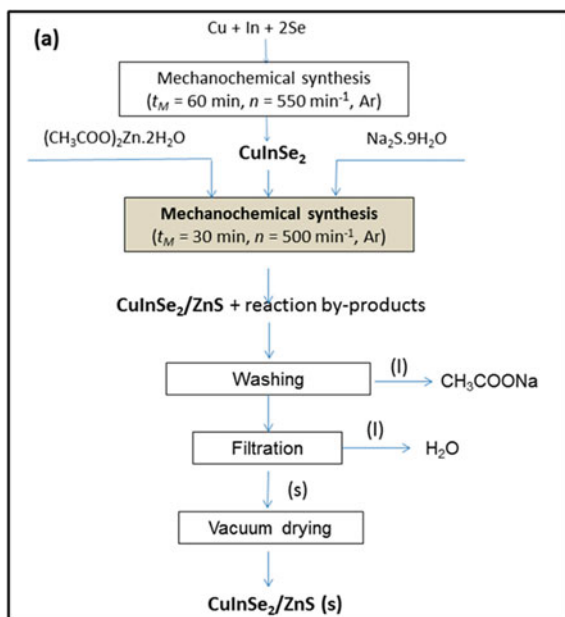 (a)
Cu + In + 2Se
Mechanochemical synthesis
(t_M = 60 min, n = 550 min⁻¹, Ar)
(CH₃COO)₂Zn.2H₂O
CuInSe₂
Na₂S.9H₂O
Mechanochemical synthesis
(t_M = 30 min, n = 500 min⁻¹, Ar)
CuInSe₂/ZnS + reaction by-products
Washing
(l)
CH₃COONa
Filtration
(l)
H₂O
(s)
Vacuum drying
CuInSe₂/ZnS (s)